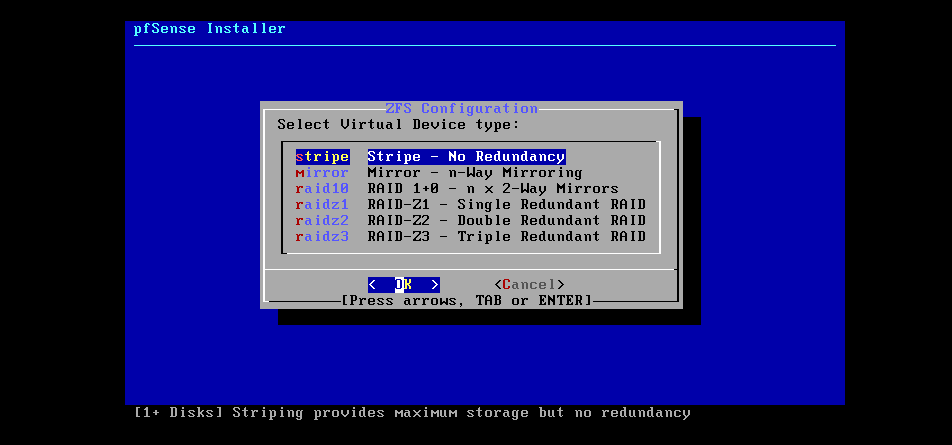 pfSense Installer
ZFS Configuration
Select Virtual Device type:
stripe Stripe - No Redundancy
mirror Mirror - n-Way Mirroring
raid10 RAID 1+0 - n x 2-Way Mirrors
raidz1 RAID-Z1 - Single Redundant RAID
raidz2 RAID-Z2 - Double Redundant RAID
raidz3 RAID-Z3 - Triple Redundant RAID
< OK > <Cancel>
[Press arrows, TAB or ENTER]
[1+ Disks] Striping provides maximum storage but no redundancy